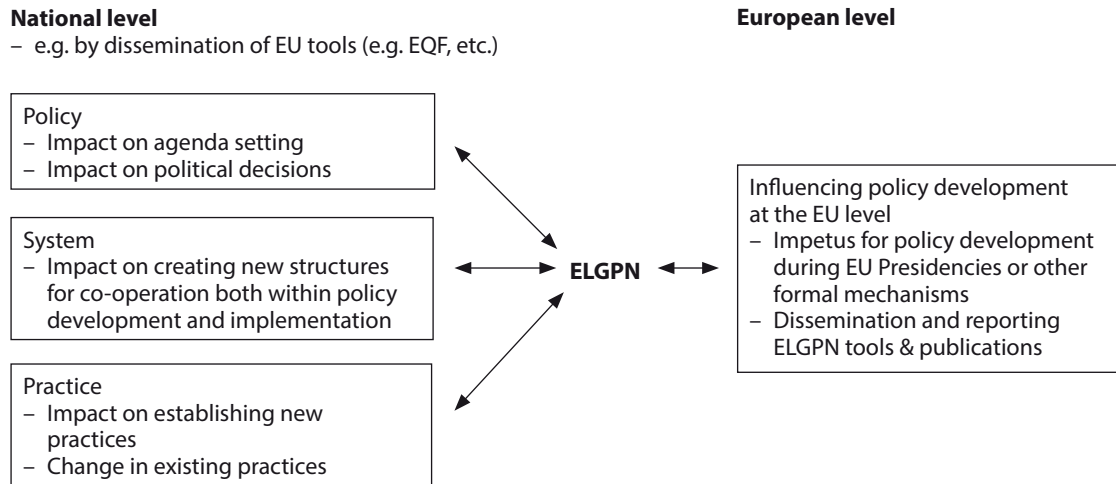 National level
– e.g. by dissemination of EU tools (e.g. EQF, etc.)
Policy
– Impact on agenda setting
– Impact on political decisions
System
– Impact on creating new structures
for co-operation both within policy
development and implementation
Practice
– Impact on establishing new
practices
– Change in existing practices
ELGPN
European level
Influencing policy development
at the EU level
– Impetus for policy development
during EU Presidencies or other
formal mechanisms
– Dissemination and reporting
ELGPN tools & publications